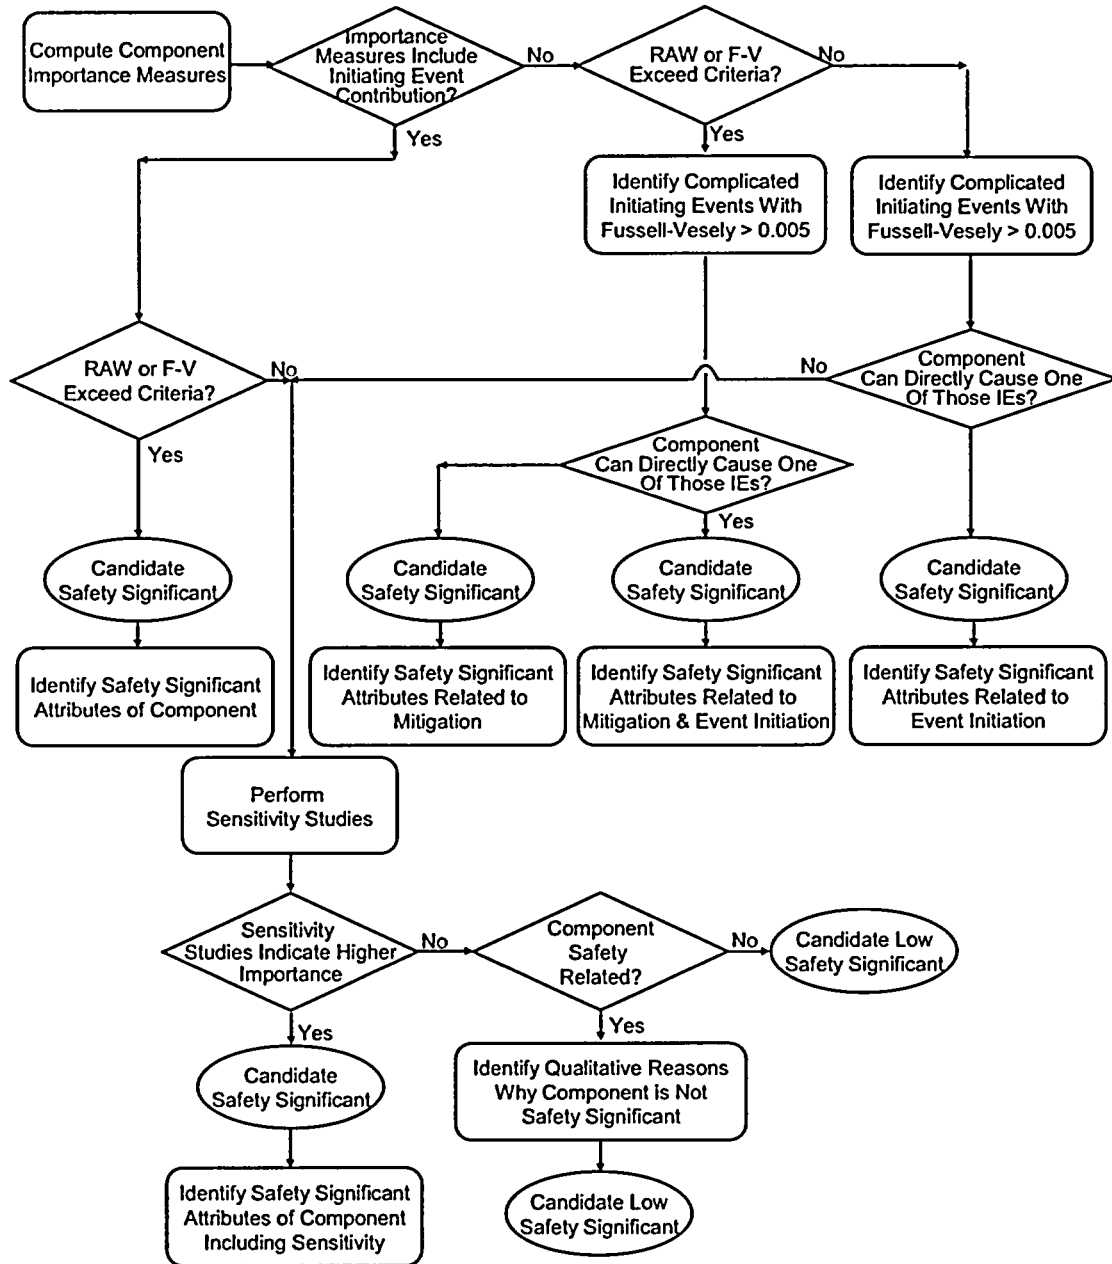 Compute Component
Importance Measures
Importance
Measures Include
Initiating Event
Contribution?
No
RAW or F-V
Exceed Criteria?
No
Yes
Yes
Identify Complicated
Initiating Events With
Fussell-Vesely > 0.005
Identify Complicated
Initiating Events With
Fussell-Vesely > 0.005
RAW or F-V
Exceed Criteria?
No
No
Component
Can Directly Cause One
Of Those IEs?
Yes
Component
Can Directly Cause One
Of Those IEs?
Yes
Candidate
Safety Significant
Candidate
Safety Significant
Candidate
Safety Significant
Candidate
Safety Significant
Identify Safety Significant
Attributes of Component
Identify Safety Significant
Attributes Related to
Mitigation
Identify Safety Significant
Attributes Related to
Mitigation & Event Initiation
Identify Safety Significant
Attributes Related to
Event Initiation
Perform
Sensitivity Studies
Sensitivity
Studies Indicate Higher
Importance
No
Component
Safety
Related?
No
Candidate Low
Safety Significant
Yes
Yes
Candidate
Safety Significant
Identify Qualitative Reasons
Why Component is Not
Safety Significant
Identify Safety Significant
Attributes of Component
Including Sensitivity
Candidate Low
Safety Significant